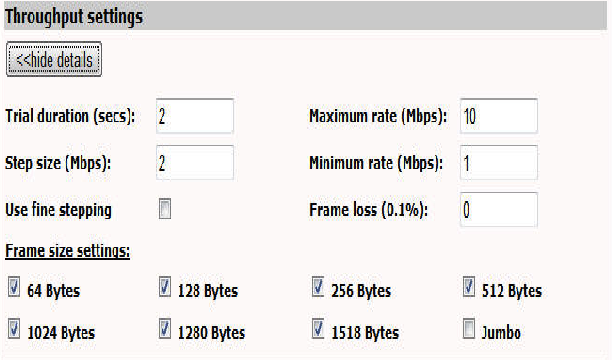 Throughput settings
<<hide details
Trial duration (secs): 2 Maximum rate (Mbps): 10
Step size (Mbps): 2 Minimum rate (Mbps): 1
Use fine stepping Frame loss (0.1%): 0
Frame size settings:
64 Bytes 128 Bytes 256 Bytes 512 Bytes
1024 Bytes 1280 Bytes 1518 Bytes Jumbo